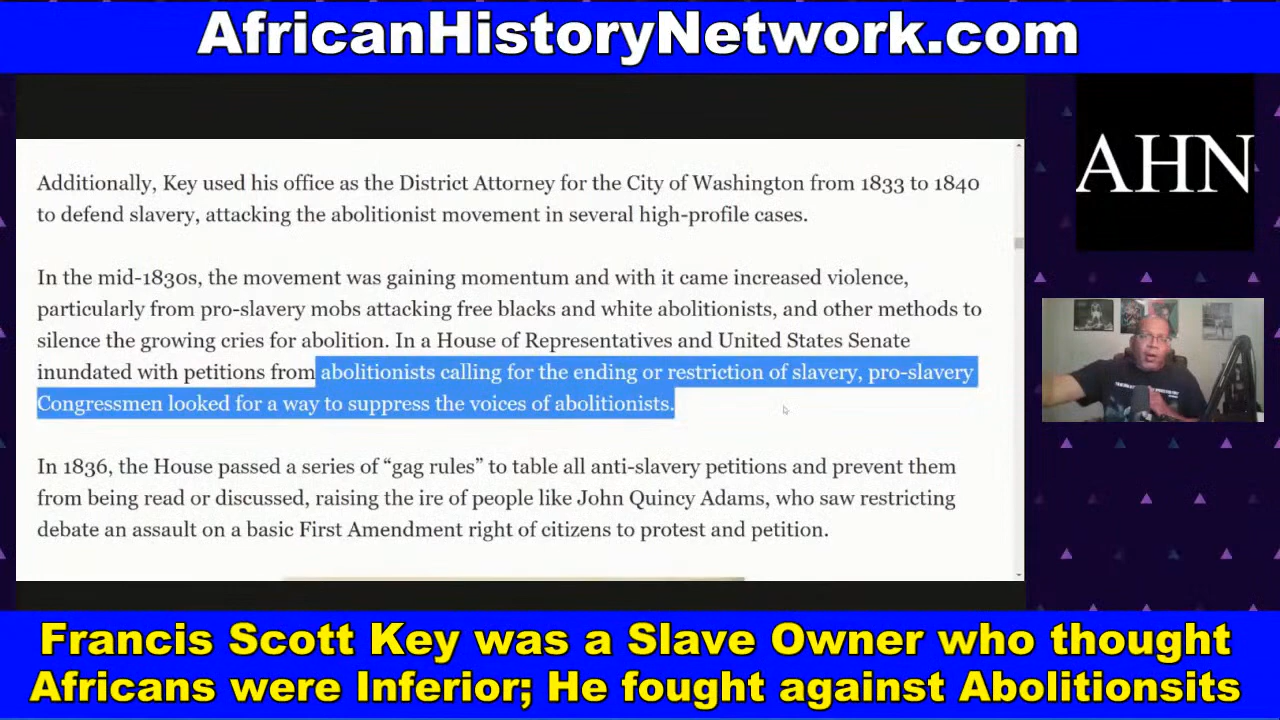 AfricanHistoryNetwork.com
AHN
Additionally, Key used his office as the District Attorney for the City of Washington from 1833 to 1840
to defend slavery, attacking the abolitionist movement in several high-profile cases.
In the mid-1830s, the movement was gaining momentum and with it came increased violence,
particularly from pro-slavery mobs attacking free blacks and white abolitionists, and other methods to
silence the growing cries for abolition. In a House of Representatives and United States Senate
inundated with petitions from abolitionists calling for the ending or restriction of slavery, pro-slavery
Congressmen looked for a way to suppress the voices of abolitionists.
In 1836, the House passed a series of “gag rules” to table all anti-slavery petitions and prevent them
from being read or discussed, raising the ire of people like John Quincy Adams, who saw restricting
debate an assault on a basic First Amendment right of citizens to protest and petition.
Francis Scott Key was a Slave Owner who thought
Africans were Inferior; He fought against Abolitionsits